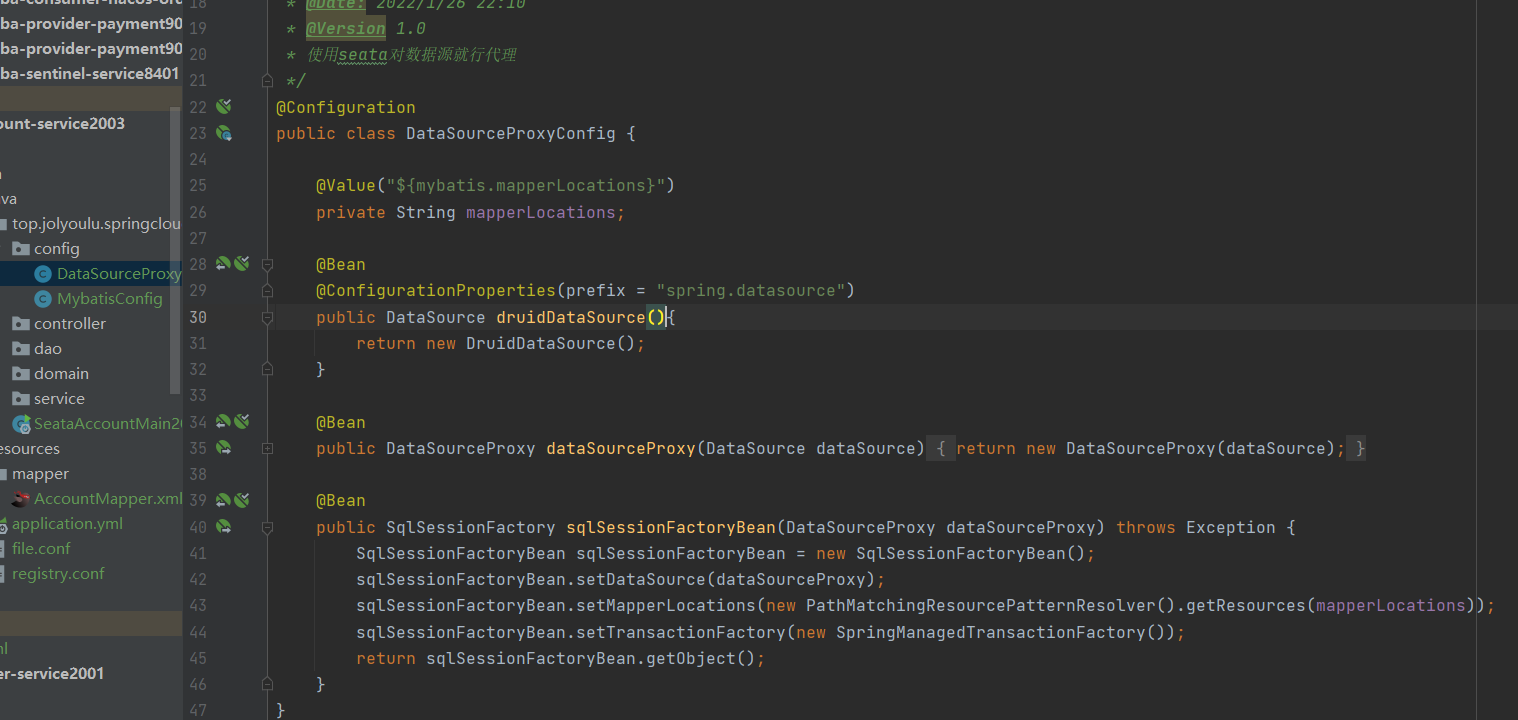 ba-consumer-nacos-ord
ba-provider-payment90
ba-provider-payment90
ba-sentinel-service8401
ount-service2003
va
top.jolyoulu.springclou
config
DataSourceProxy
MybatisConfig
controller
dao
domain
service
SeataAccountMain2
esources
mapper
AccountMapper.xml
application.yml
file.conf
registry.conf
ml
er-service2001
18 * @Date: 2022/1/26 22:10
19 * @Version 1.0
20 * 使用seata对数据源就行代理
21 */
22 @Configuration
23 public class DataSourceProxyConfig {
24
25 @Value("${mybatis.mapperLocations}")
26 private String mapperLocations;
27
28 @Bean
29 @ConfigurationProperties(prefix = "spring.datasource")
30 public DataSource druidDataSource(){
31 return new DruidDataSource();
32 }
33
34 @Bean
35 public DataSourceProxy dataSourceProxy(DataSource dataSource) { return new DataSourceProxy(dataSource); }
38
39 @Bean
40 public SqlSessionFactory sqlSessionFactoryBean(DataSourceProxy dataSourceProxy) throws Exception {
41 SqlSessionFactoryBean sqlSessionFactoryBean = new SqlSessionFactoryBean();
42 sqlSessionFactoryBean.setDataSource(dataSourceProxy);
43 sqlSessionFactoryBean.setMapperLocations(new PathMatchingResourcePatternResolver().getResources(mapperLocations));
44 sqlSessionFactoryBean.setTransactionFactory(new SpringManagedTransactionFactory());
45 return sqlSessionFactoryBean.getObject();
46 }
47 }